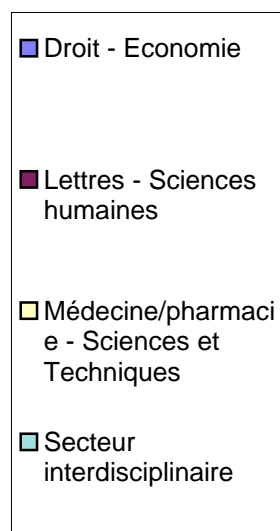 Droit - Economie
Lettres - Sciences
humaines
Médecine/pharmaci
e - Sciences et
Techniques
Secteur
interdisciplinaire